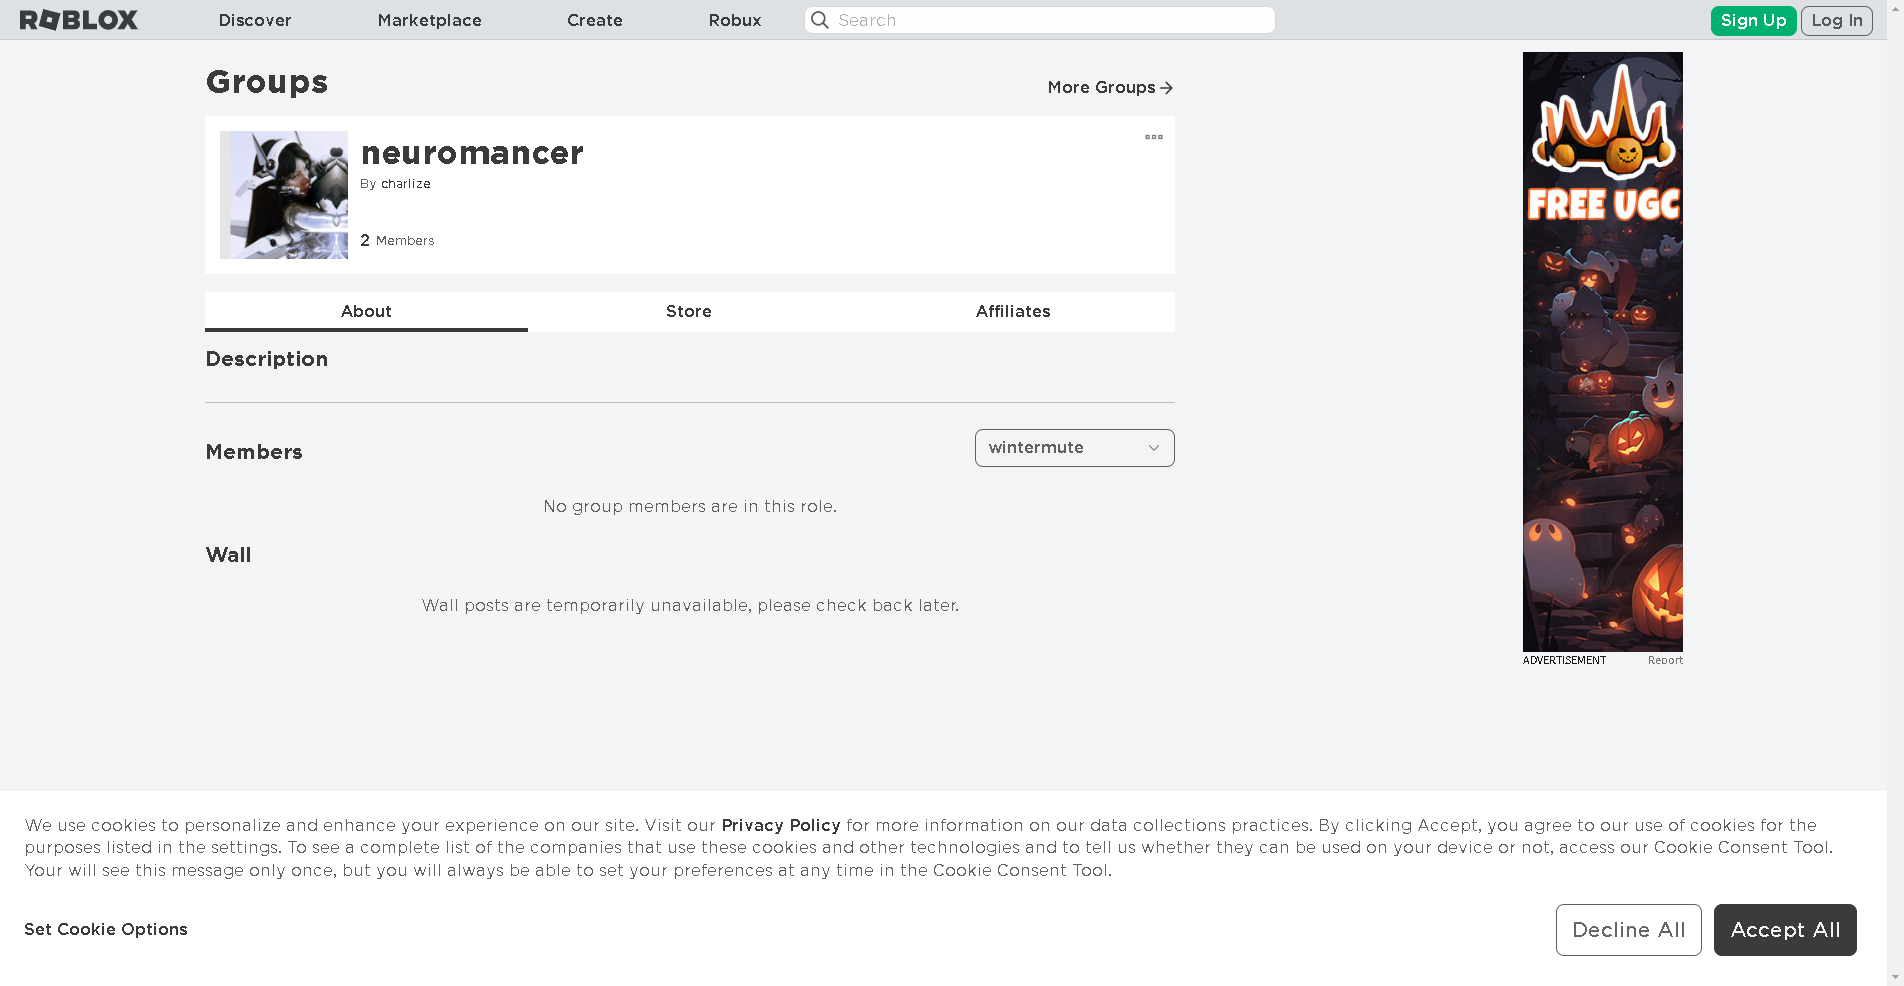 ROBLOX
Discover
Marketplace
Create
Robux
Search
Sign Up
Log In
Groups
More Groups
neuromancer
By charlize
2 Members
About
Store
Affiliates
Description
Members
wintermute
No group members are in this role.
Wall
Wall posts are temporarily unavailable, please check back later.
FREE UGC
ADVERTISEMENT
Report
We use cookies to personalize and enhance your experience on our site. Visit our Privacy Policy for more information on our data collections practices. By clicking Accept, you agree to our use of cookies for the
purposes listed in the settings. To see a complete list of the companies that use these cookies and other technologies and to tell us whether they can be used on your device or not, access our Cookie Consent Tool.
Your will see this message only once, but you will always be able to set your preferences at any time in the Cookie Consent Tool.
Set Cookie Options
Decline All
Accept All